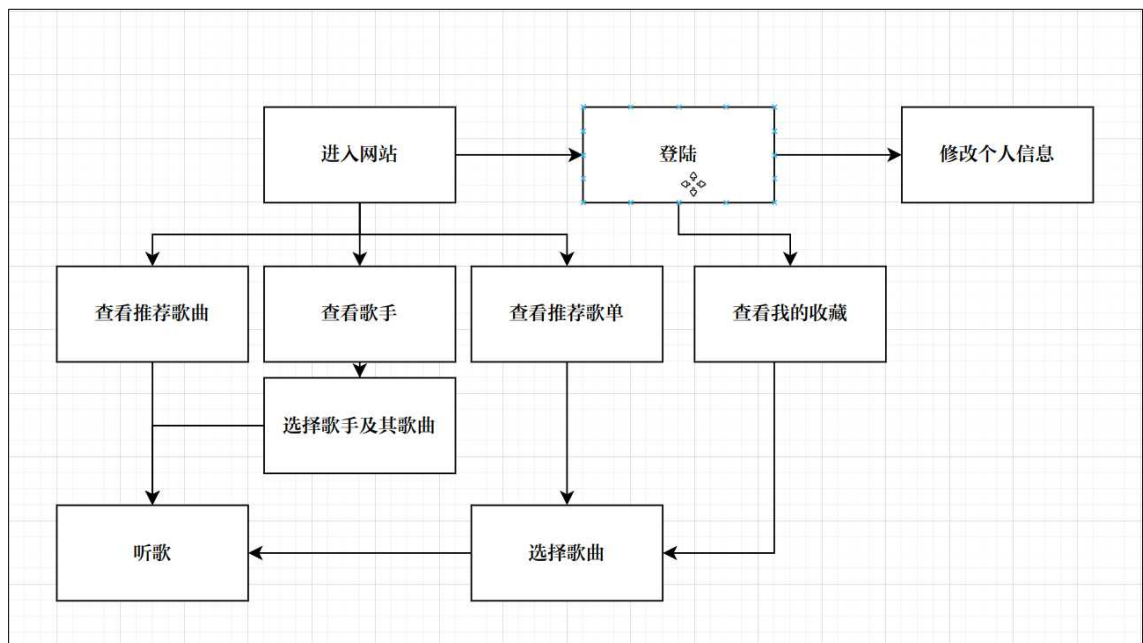 进入网站
登陆
修改个人信息
查看推荐歌曲
查看歌手
查看推荐歌单
查看我的收藏
选择歌手及其歌曲
听歌
选择歌曲